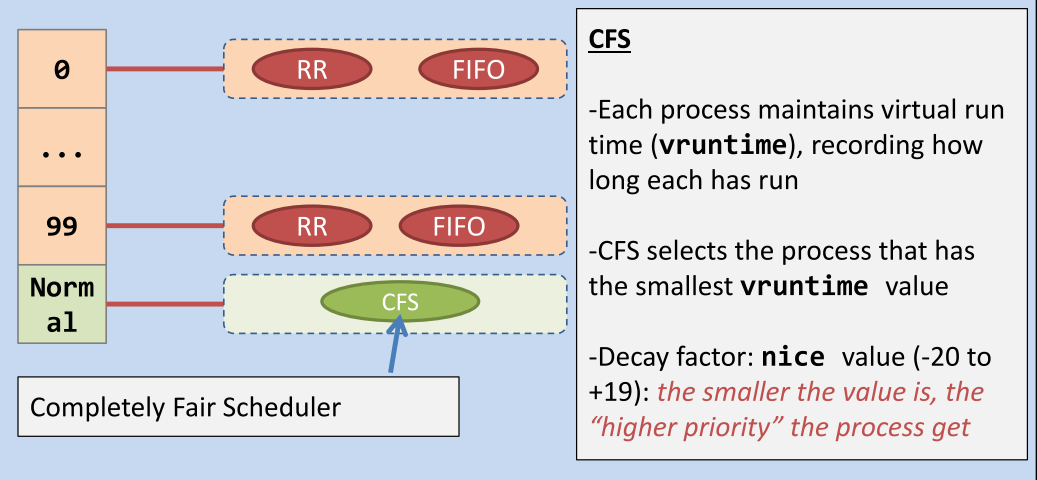 0
RR
FIFO
...
99
RR
FIFO
Norm
al
CFS
Completely Fair Scheduler
CFS
-Each process maintains virtual run
time (vruntime), recording how
long each has run
-CFS selects the process that has
the smallest vruntime value
-Decay factor: nice value (-20 to
+19): the smaller the value is, the
“higher priority” the process get